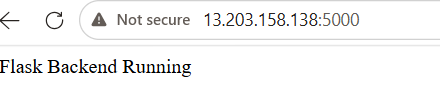 Not secure 13.203.158.138:5000
Flask Backend Running